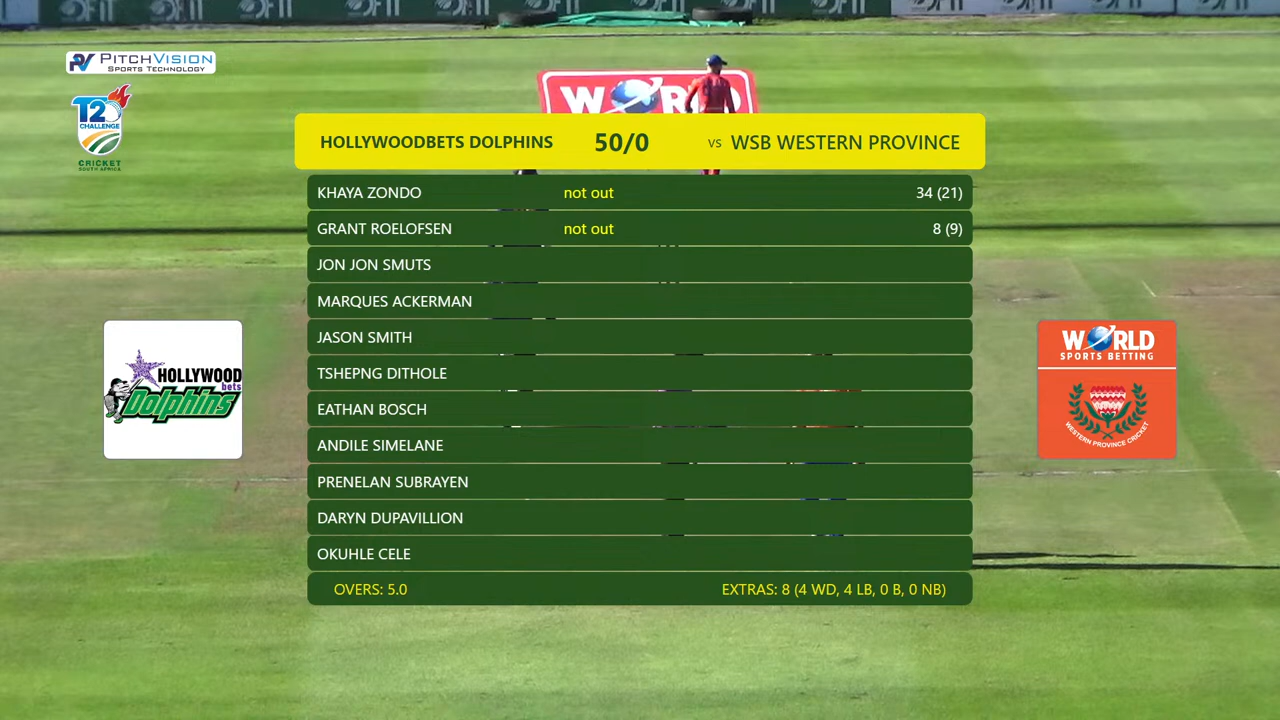 PITCHVISION
SPORTS TECHNOLOGY
T20
CHALLENGE
CRICKET
SOUTH AFRICA
WORLD
HOLLYWOODBETS DOLPHINS 50/0 vs WSB WESTERN PROVINCE
KHAYA ZONDO not out 34 (21)
GRANT ROELOFSEN not out 8 (9)
JON JON SMUTS
MARQUES ACKERMAN
JASON SMITH
TSHEPNG DITHOLE
EATHAN BOSCH
ANDILE SIMELANE
PRENELAN SUBRAYEN
DARYN DUPAVILLION
OKUHLE CELE
OVERS: 5.0 EXTRAS: 8 (4 WD, 4 LB, 0 B, 0 NB)
HOLLYWOOD
bets
Dolphins
WORLD
SPORTS BETTING
WESTERN PROVINCE CRICKET